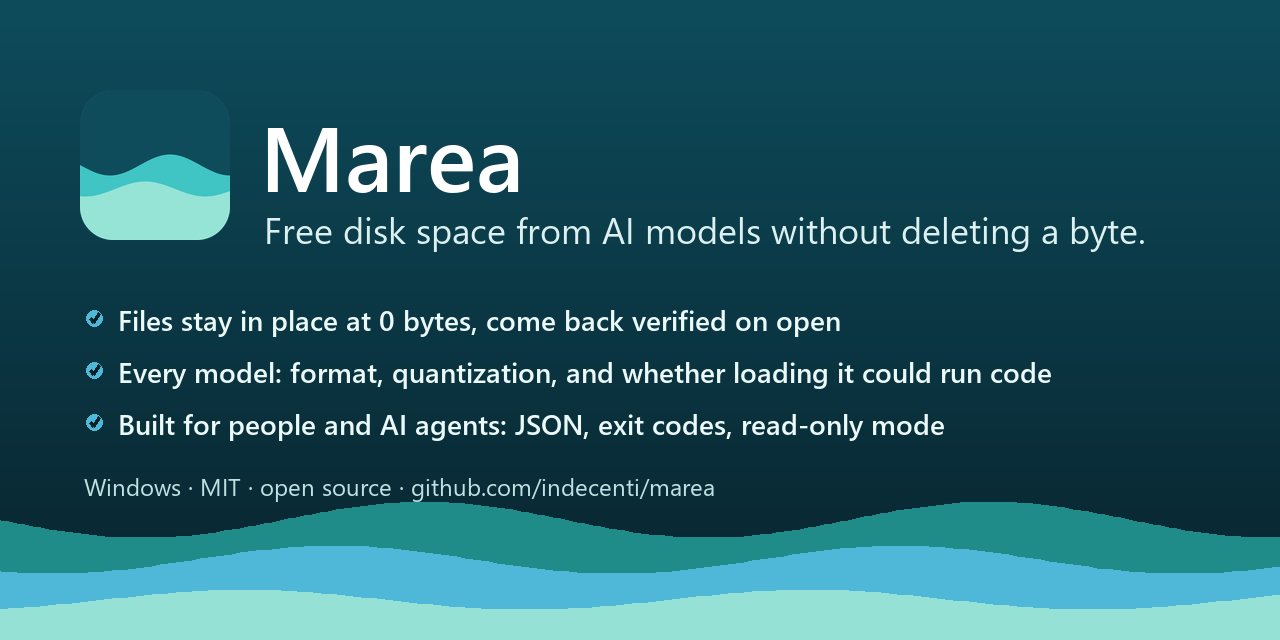 Marea
Free disk space from AI models without deleting a byte.
Files stay in place at 0 bytes, come back verified on open
Every model: format, quantization, and whether loading it could run code
Built for people and AI agents: JSON, exit codes, read-only mode
Windows · MIT · open source · github.com/indecenti/marea